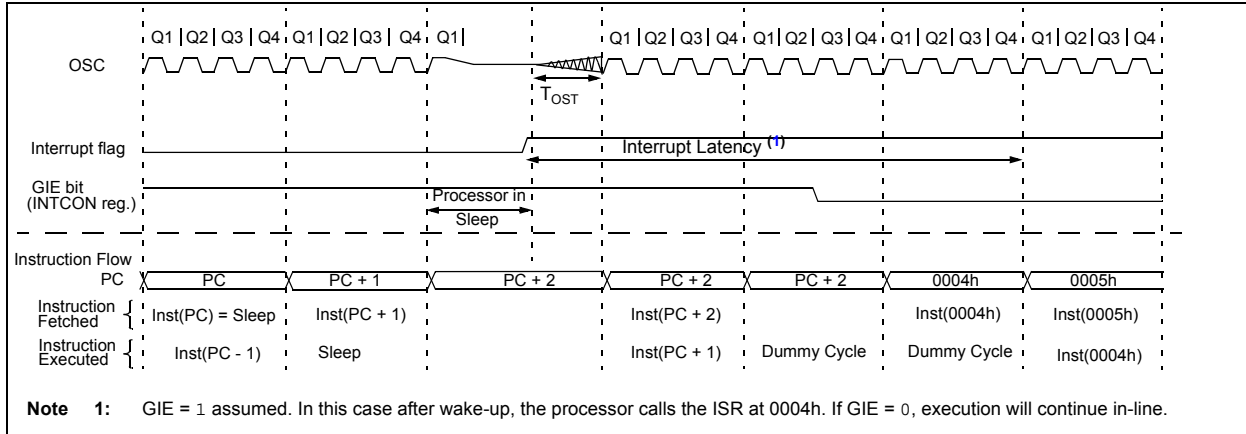 Q1 | Q2 | Q3 | Q4 Q1 | Q2 | Q3 | Q4 Q1 | Q1 | Q2 | Q3 | Q4 Q1 | Q2 | Q3 | Q4 Q1 | Q2 | Q3 | Q4 Q1 | Q2 | Q3 | Q4
OSC
TOST
Interrupt flag
Interrupt Latency (1)
GIE bit
(INTCON reg.)
Processor in
Sleep
Instruction Flow
PC PC PC + 1 PC + 2 PC + 2 PC + 2 0004h 0005h
Instruction
Fetched { Inst(PC) = Sleep Inst(PC + 1) Inst(PC + 2) Inst(0004h) Inst(0005h)
Instruction
Executed { Inst(PC - 1) Sleep Inst(PC + 1) Dummy Cycle Dummy Cycle Inst(0004h)
Note 1: GIE = 1 assumed. In this case after wake-up, the processor calls the ISR at 0004h. If GIE = 0, execution will continue in-line.